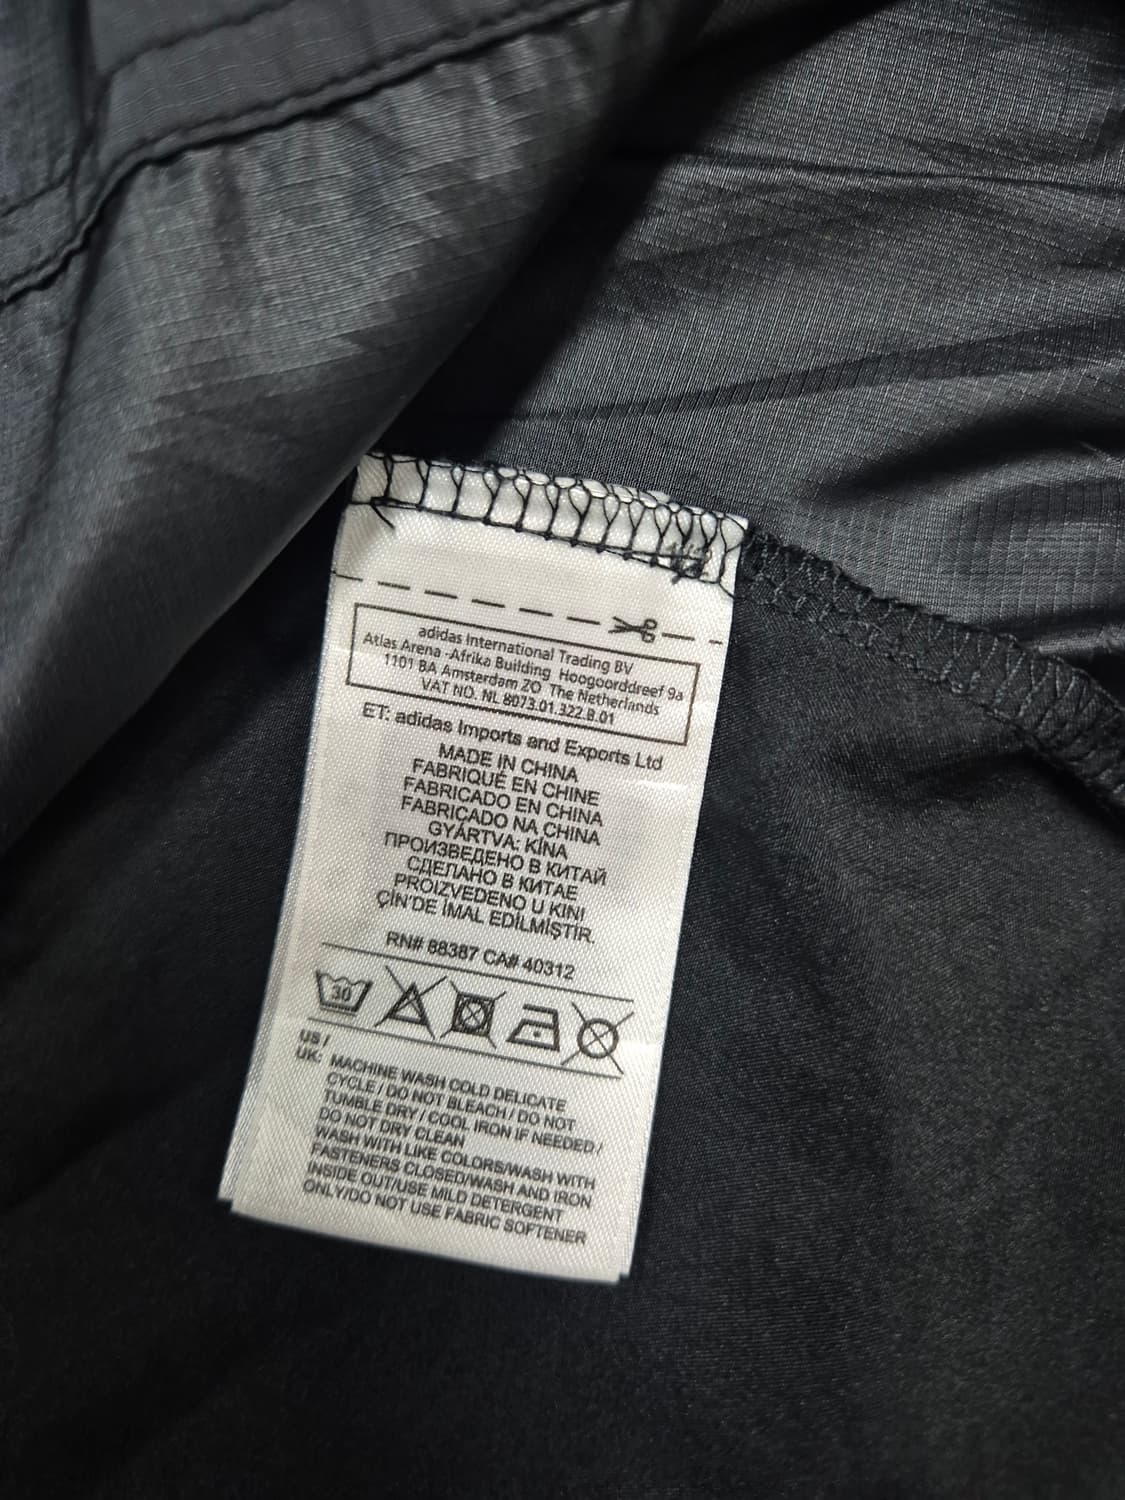 adidas International Trading BV
Atlas Arena -Afrika Building Hoogoorddreef 9a
1101 BA Amsterdam ZO The Netherlands
VAT NO. NL 8073.01.322.B.01
ET: adidas Imports and Exports Ltd
MADE IN CHINA
FABRIQUÉ EN CHINE
FABRICADO EN CHINA
FABRICADO NA CHINA
GYÁRTVA: KÍNA
ПРОИЗВЕДЕНО В КИТАЙ
СДЕЛАНО В КИТАЕ
PROIZVEDENO U KINI
ÇİN'DE İMAL EDİLMİŞTİR.
RN# 88387 CA# 40312
30
US /
UK: MACHINE WASH COLD DELICATE
CYCLE / DO NOT BLEACH / DO NOT
TUMBLE DRY / COOL IRON IF NEEDED /
DO NOT DRY CLEAN
WASH WITH LIKE COLORS/WASH WITH
FASTENERS CLOSED/WASH AND IRON
INSIDE OUT/USE MILD DETERGENT
ONLY/DO NOT USE FABRIC SOFTENER